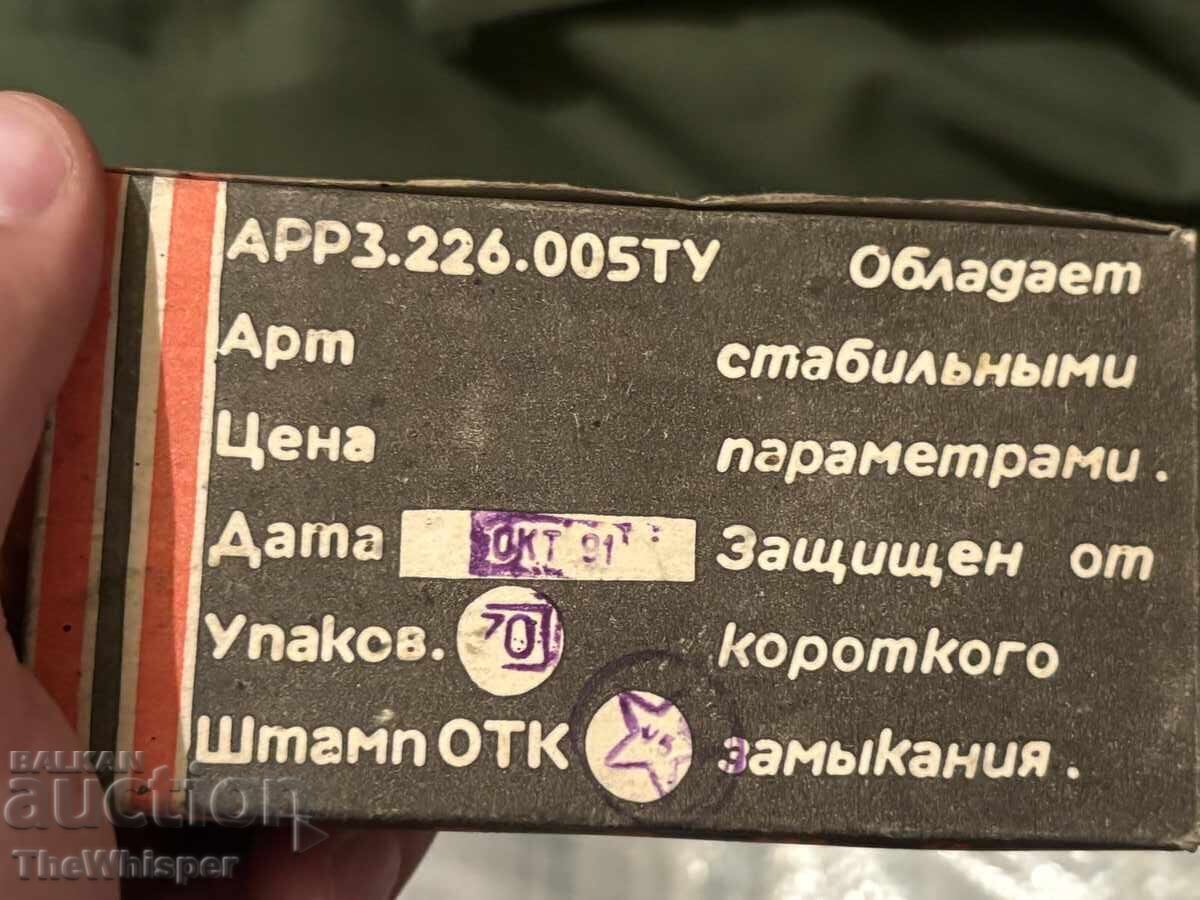 АРР3.226.005ТУ
Арт
Цена
Дата ОКТ 91
Упаков. 70
Штамп ОТК
Обладает
стабильными
параметрами.
Защищен от
короткого
замыкания.
BALKAN
auction
TheWhisper